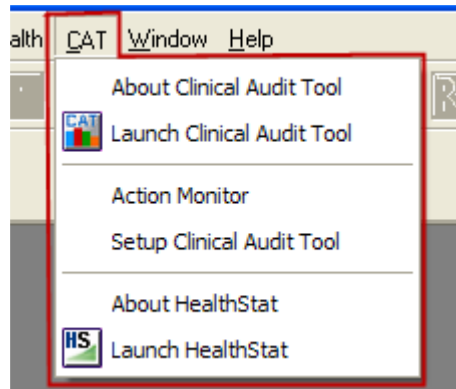 alth CAT Window Help
About Clinical Audit Tool
CAT Launch Clinical Audit Tool
Action Monitor
Setup Clinical Audit Tool
About HealthStat
HS Launch HealthStat